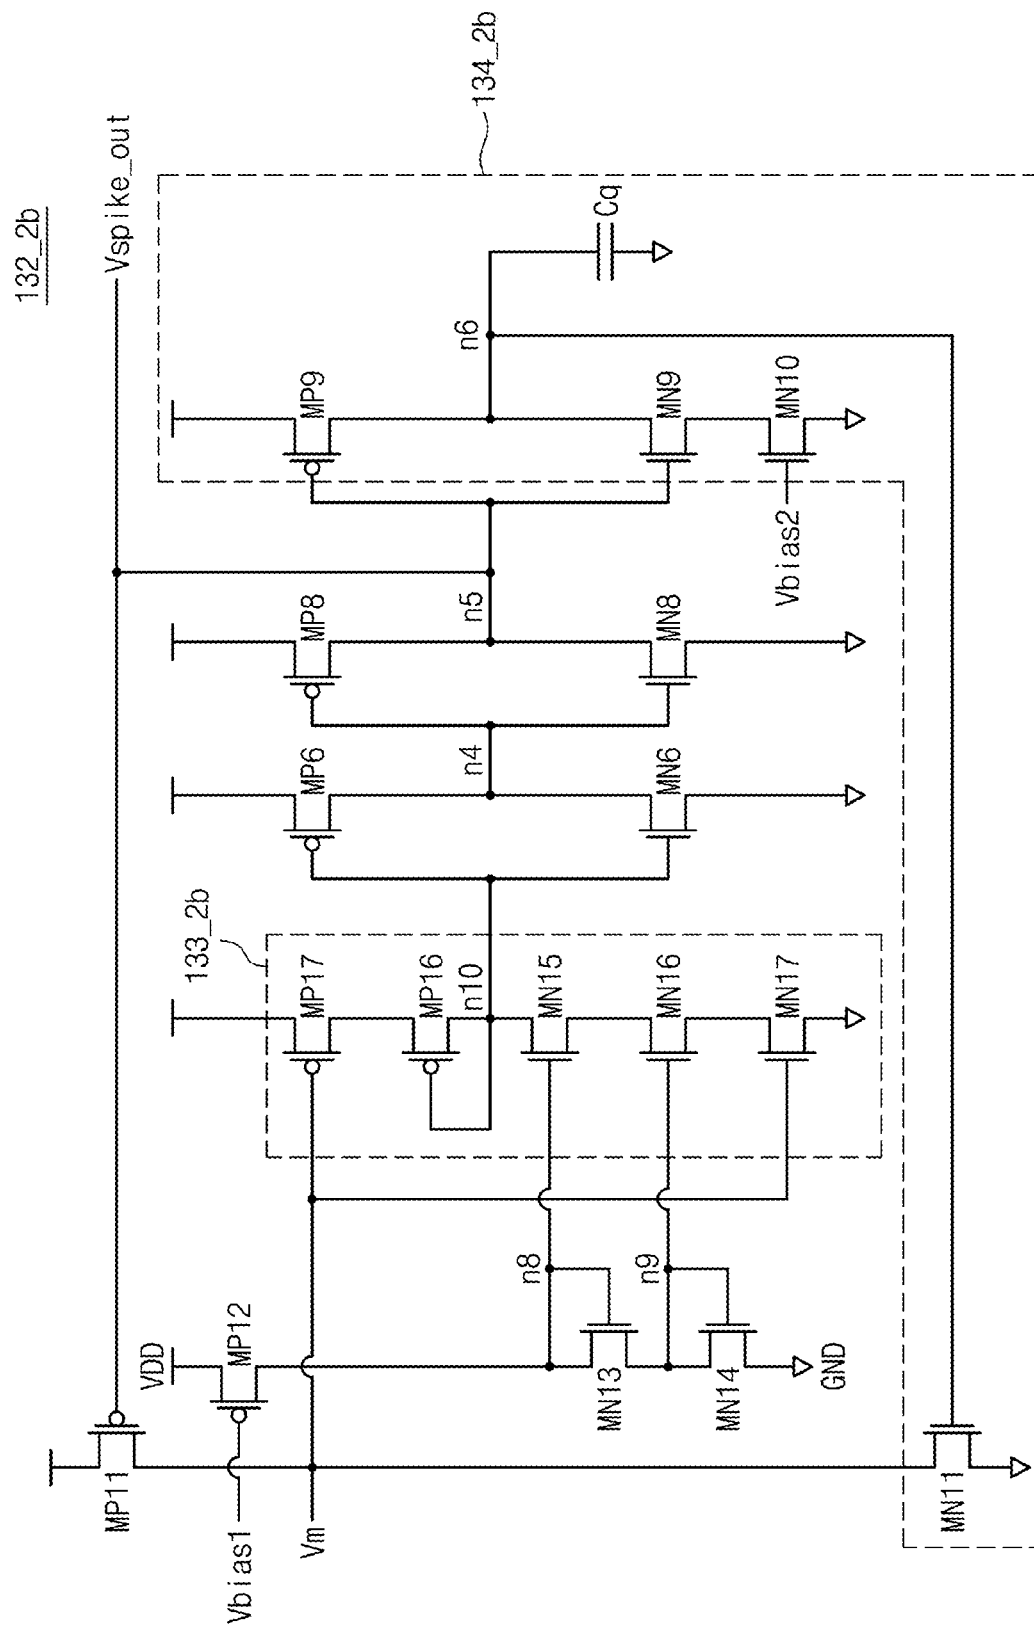 132_2b
Vspike_out
134_2b
133_2b
VDD
MP11
MP12
Vbias1
Vm
MP17
MP16
n10
MN15
MN16
MN17
n8
n9
MN13
MN14
GND
MP6
n4
MN6
MP8
n5
MN8
MP9
n6
MN9
MN10
Vbias2
Cq
MN11